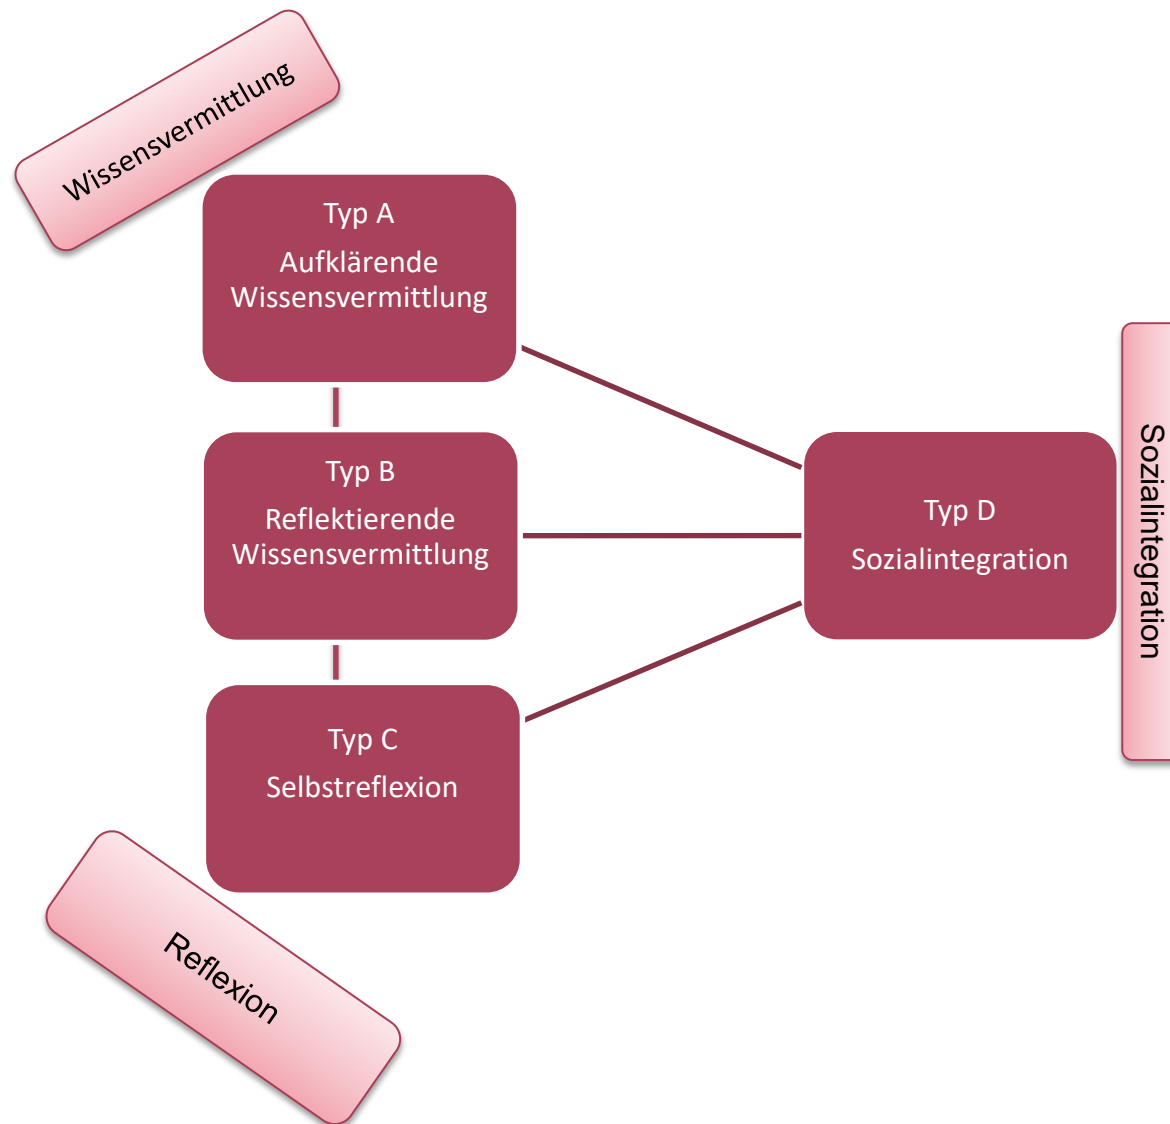 Wissensvermittlung
Typ A
Aufklärende
Wissensvermittlung
Typ B
Reflektierende
Wissensvermittlung
Typ C
Selbstreflexion
Typ D
Sozialintegration
Sozialintegration
Reflexion